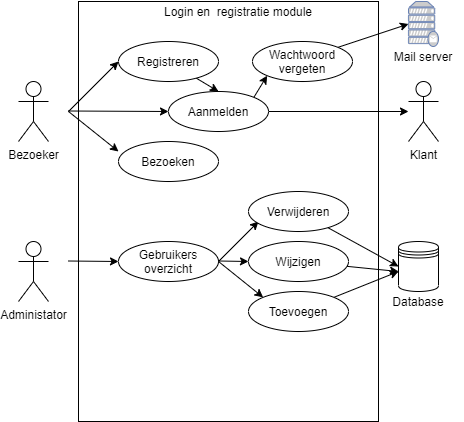 Login en registratie module
Registreren
Wachtwoord
vergeten
Mail server
Aanmelden
Bezoeker
Klant
Bezoeken
Verwijderen
Gebruikers
overzicht
Wijzigen
Administator
Database
Toevoegen